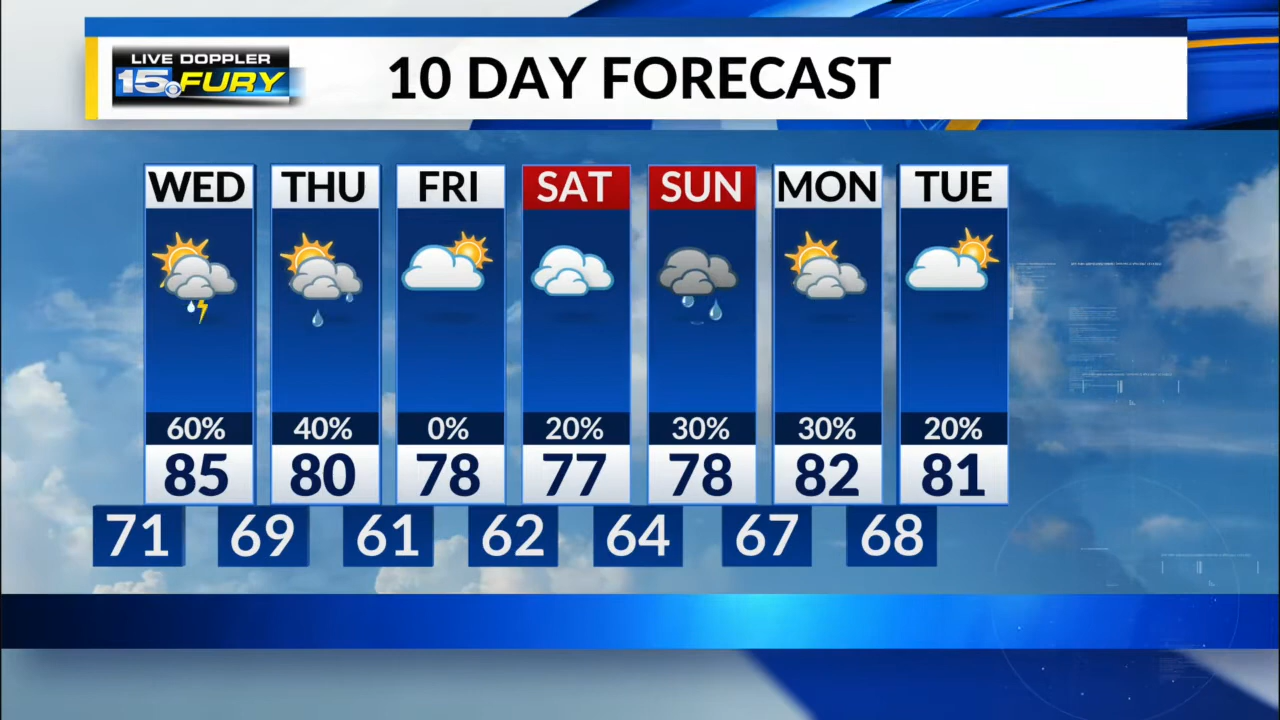 LIVE DOPPLER
15 FURY
10 DAY FORECAST
WED THU FRI SAT SUN MON TUE
60% 40% 0% 20% 30% 30% 20%
85 80 78 77 78 82 81
71 69 61 62 64 67 68